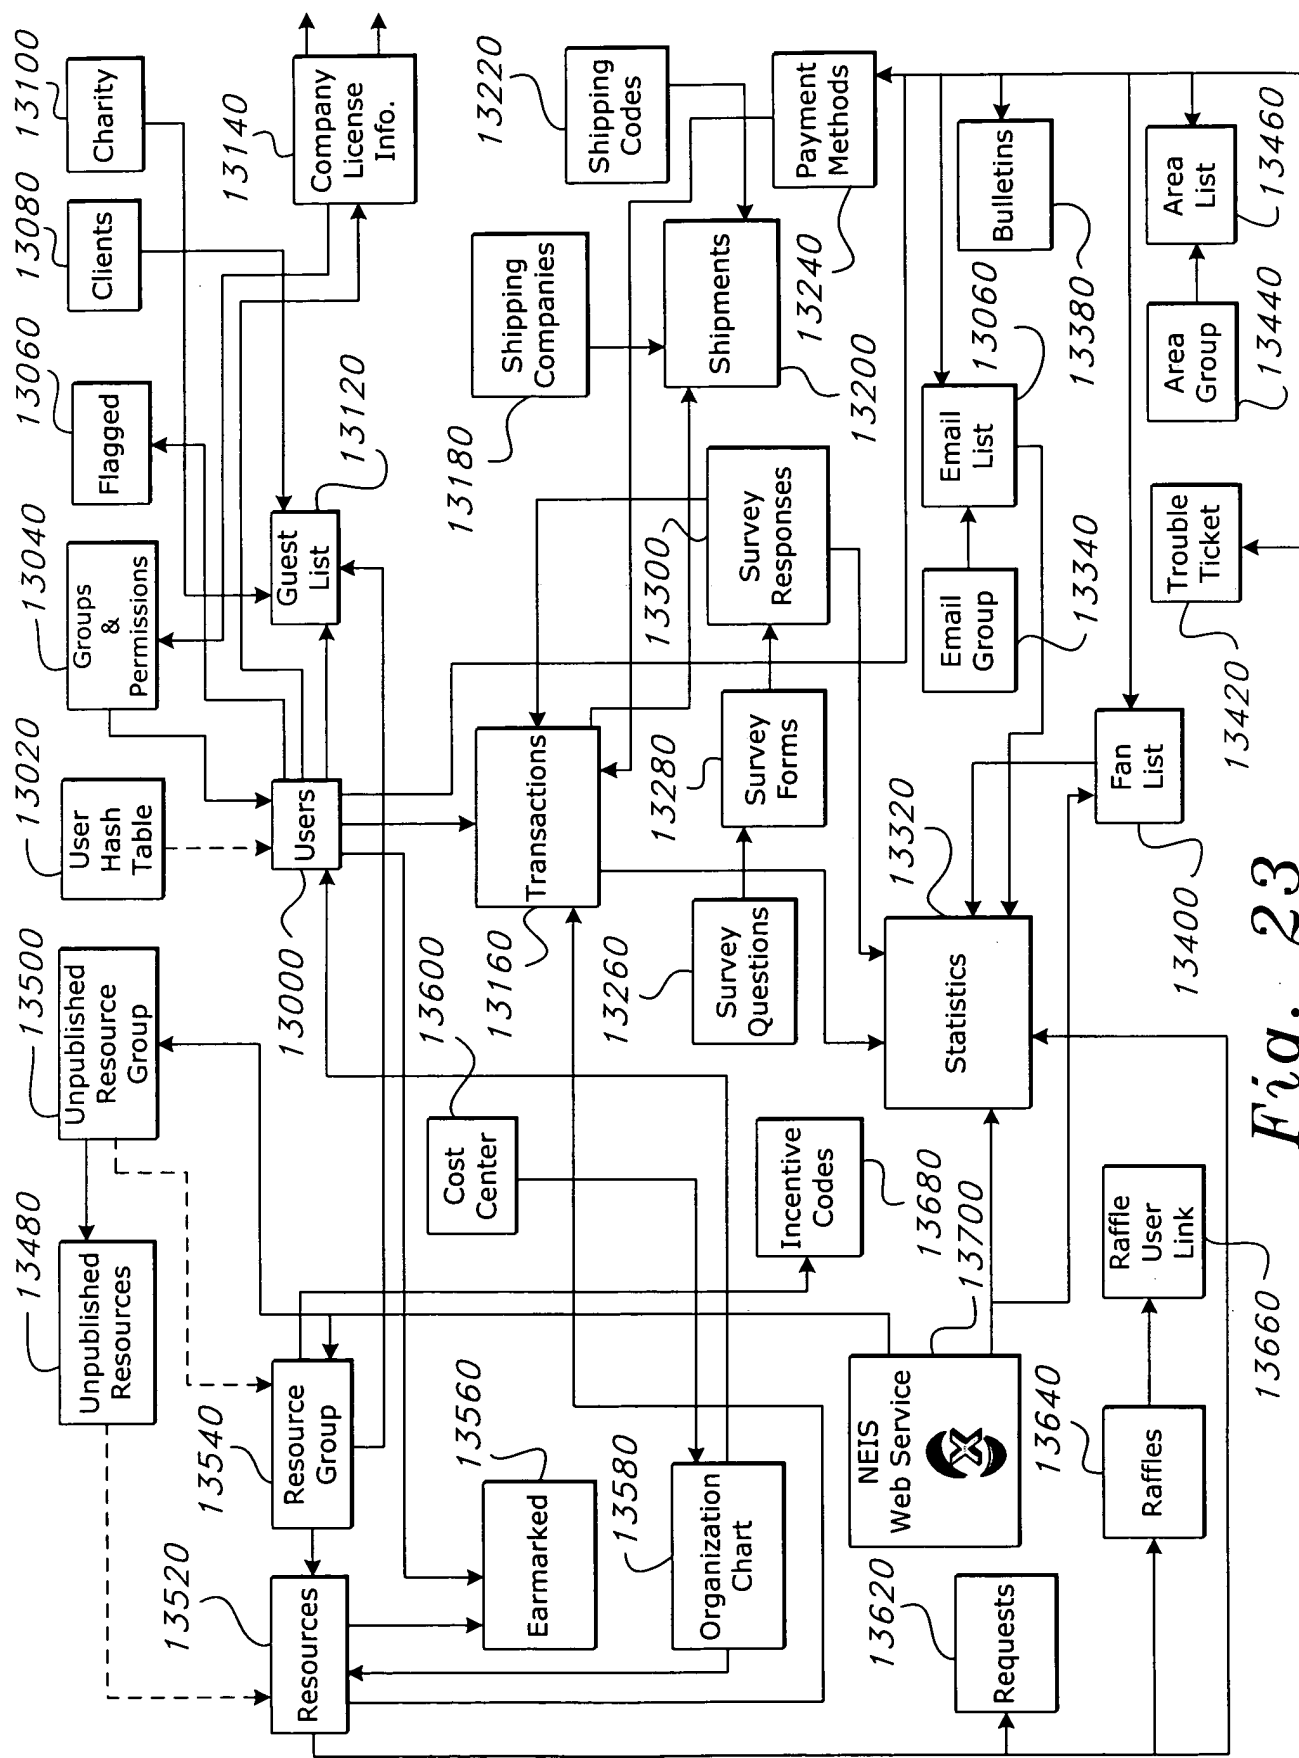 13480
Unpublished
Resources
13500
Unpublished
Resource
Group
13020
User
Hash
Table
13040
Groups
&
Permissions
13060
Flagged
13080
Clients
13100
Charity
13520
Resources
13540
Resource
Group
13000
Users
13120
Guest
List
13140
Company
License
Info.
13560
Earmarked
13600
Cost
Center
13160
Transactions
13180
Shipping
Companies
13220
Shipping
Codes
13580
Organization
Chart
Incentive
Codes
13680
13260
Survey
Questions
13280
Survey
Forms
13300
Survey
Responses
Shipments
13200
Payment
Methods
13240
NEIS
Web Service
X
13700
Statistics
13320
Email
Group
13340
Email
List
13060
Bulletins
13380
13620
Requests
13640
Raffles
Raffle
User
Link
13660
Fan
List
13400
Trouble
Ticket
13420
Area
Group
13440
Area
List
13460
Fig. 23